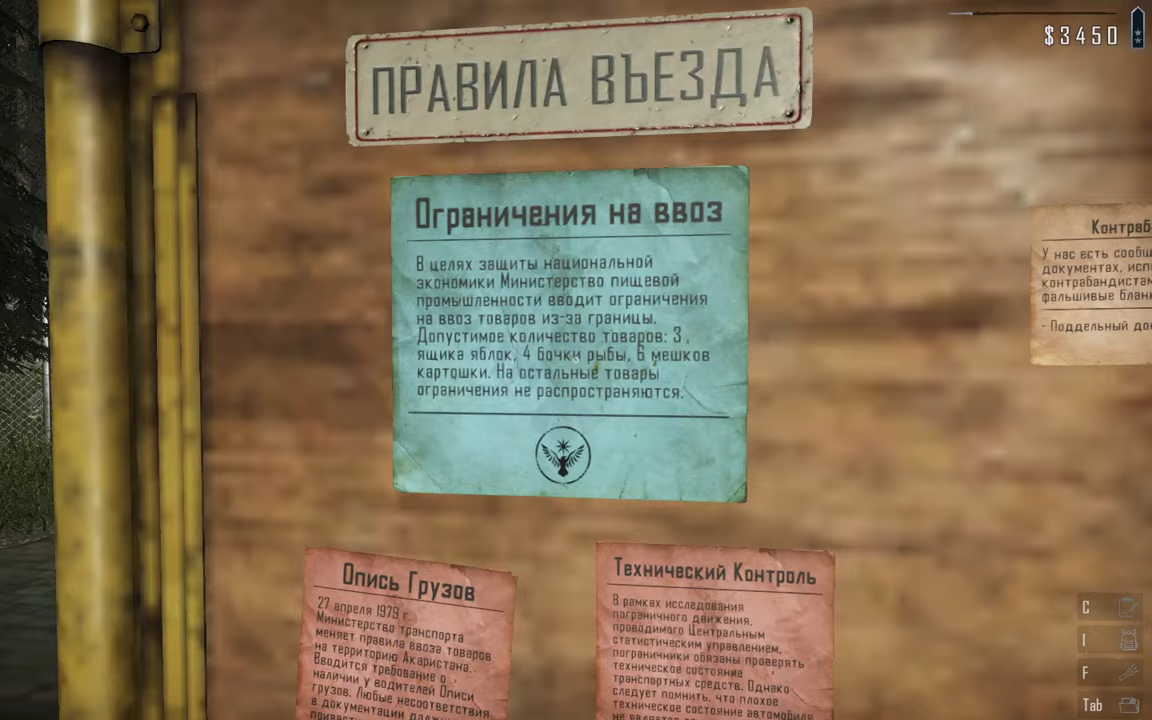 ПРАВИЛА ВЪЕЗДА
$3450
Ограничения на ввоз
В целях защиты национальной
экономики Министерство пищевой
промышленности вводит ограничения
на ввоз товаров из-за границы.
Допустимое количество товаров: 3
ящика яблок, 4 бочки рыбы, 6 мешков
картошки. На остальные товары
ограничения не распространяются.
Контраб
У нас есть сообщ
документах, исп
контрабандистам
фальшивые блан
- Поддельный до
Опись Грузов
27 апреля 1979 г.
Министерство транспорта
меняет правила ввоза товаров
на территорию Акаристана.
Вводится требование о
наличии у водителей Описи
грузов. Любые несоответствия
в документации
Технический Контроль
В рамках исследования
пограничного движения,
проводимого Центральным
статистическим управлением,
пограничники обязаны проверять
техническое состояние
транспортных средств. Однако
следует помнить, что плохое
техническое состояние автомобиля
не является
C
I
F
Tab